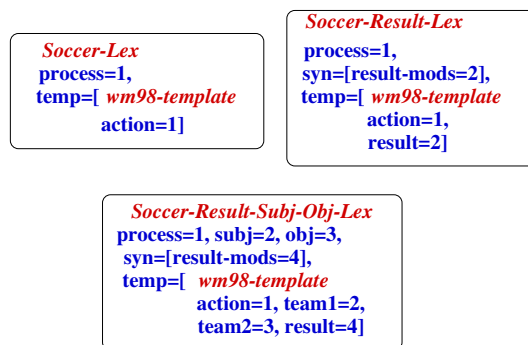 Soccer-Lex
process=1,
temp=[ wm98-template
action=1]
Soccer-Result-Lex
process=1,
syn=[result-mods=2],
temp=[ wm98-template
action=1,
result=2]
Soccer-Result-Subj-Obj-Lex
process=1, subj=2, obj=3,
syn=[result-mods=4],
temp=[ wm98-template
action=1, team1=2,
team2=3, result=4]